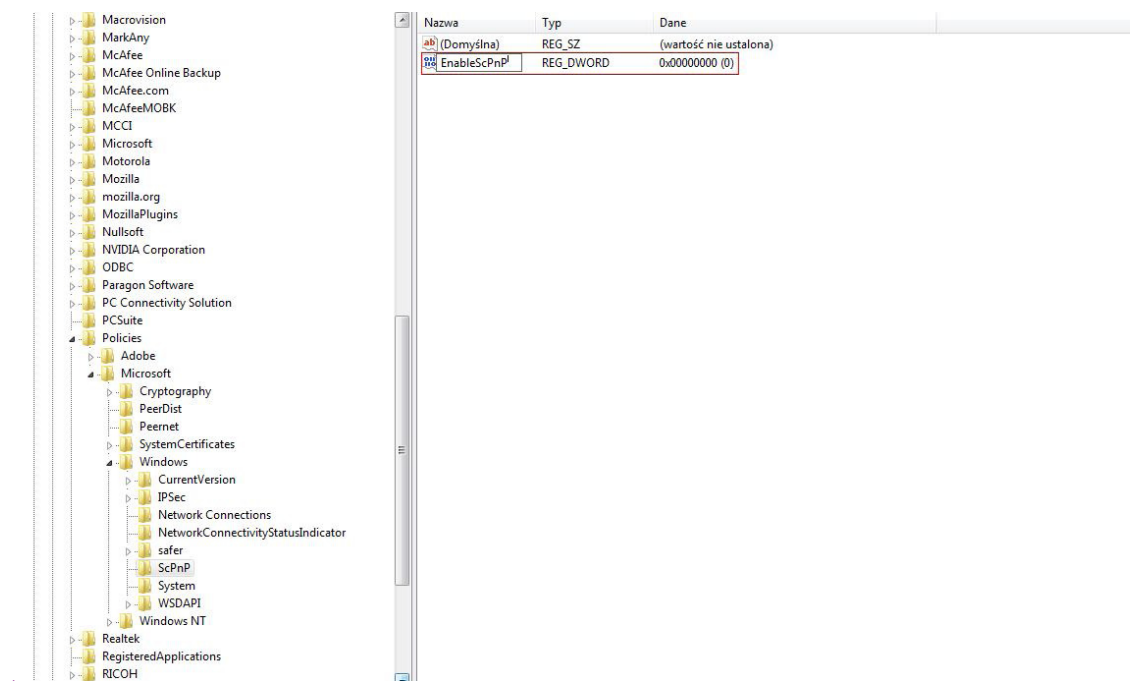 Macrovision
MarkAny
McAfee
McAfee Online Backup
McAfee.com
McAfeeMOBK
MCCI
Microsoft
Motorola
Mozilla
mozilla.org
MozillaPlugins
Nullsoft
NVIDIA Corporation
ODBC
Paragon Software
PC Connectivity Solution
PCSuite
Policies
Adobe
Microsoft
Cryptography
PeerDist
Peernet
SystemCertificates
Windows
CurrentVersion
IPSec
Network Connections
NetworkConnectivityStatusIndicator
safer
ScPnP
System
WSDAPI
Windows NT
Realtek
RegisteredApplications
RICOH
Nazwa Typ Dane
(Domyślna) REG_SZ (wartość nie ustalona)
EnableScPnP REG_DWORD 0x00000000 (0)